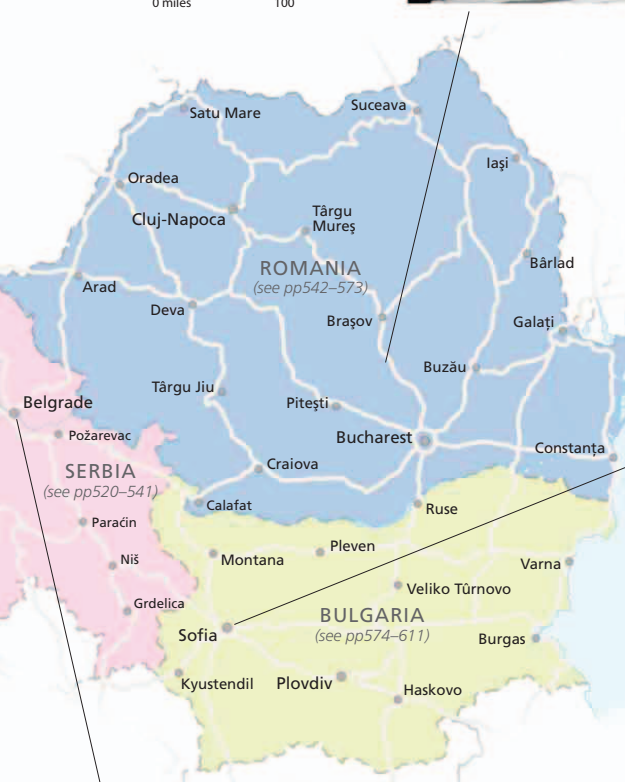 0 miles 100
Suceava
Satu Mare
Iaşi
Oradea
Târgu
Mureş
Cluj-Napoca
ROMANIA
(see pp542–573)
Bârlad
Arad
Deva
Braşov
Galaţi
Buzău
Târgu Jiu
Piteşti
Belgrade
Požarevac
Bucharest
Constanţa
SERBIA
(see pp520–541)
Craiova
Calafat
Ruse
Paraćin
Pleven
Montana
Niš
Varna
Veliko Tûrnovo
Grdelica
BULGARIA
(see pp574–611)
Sofia
Burgas
Kyustendil
Plovdiv
Haskovo